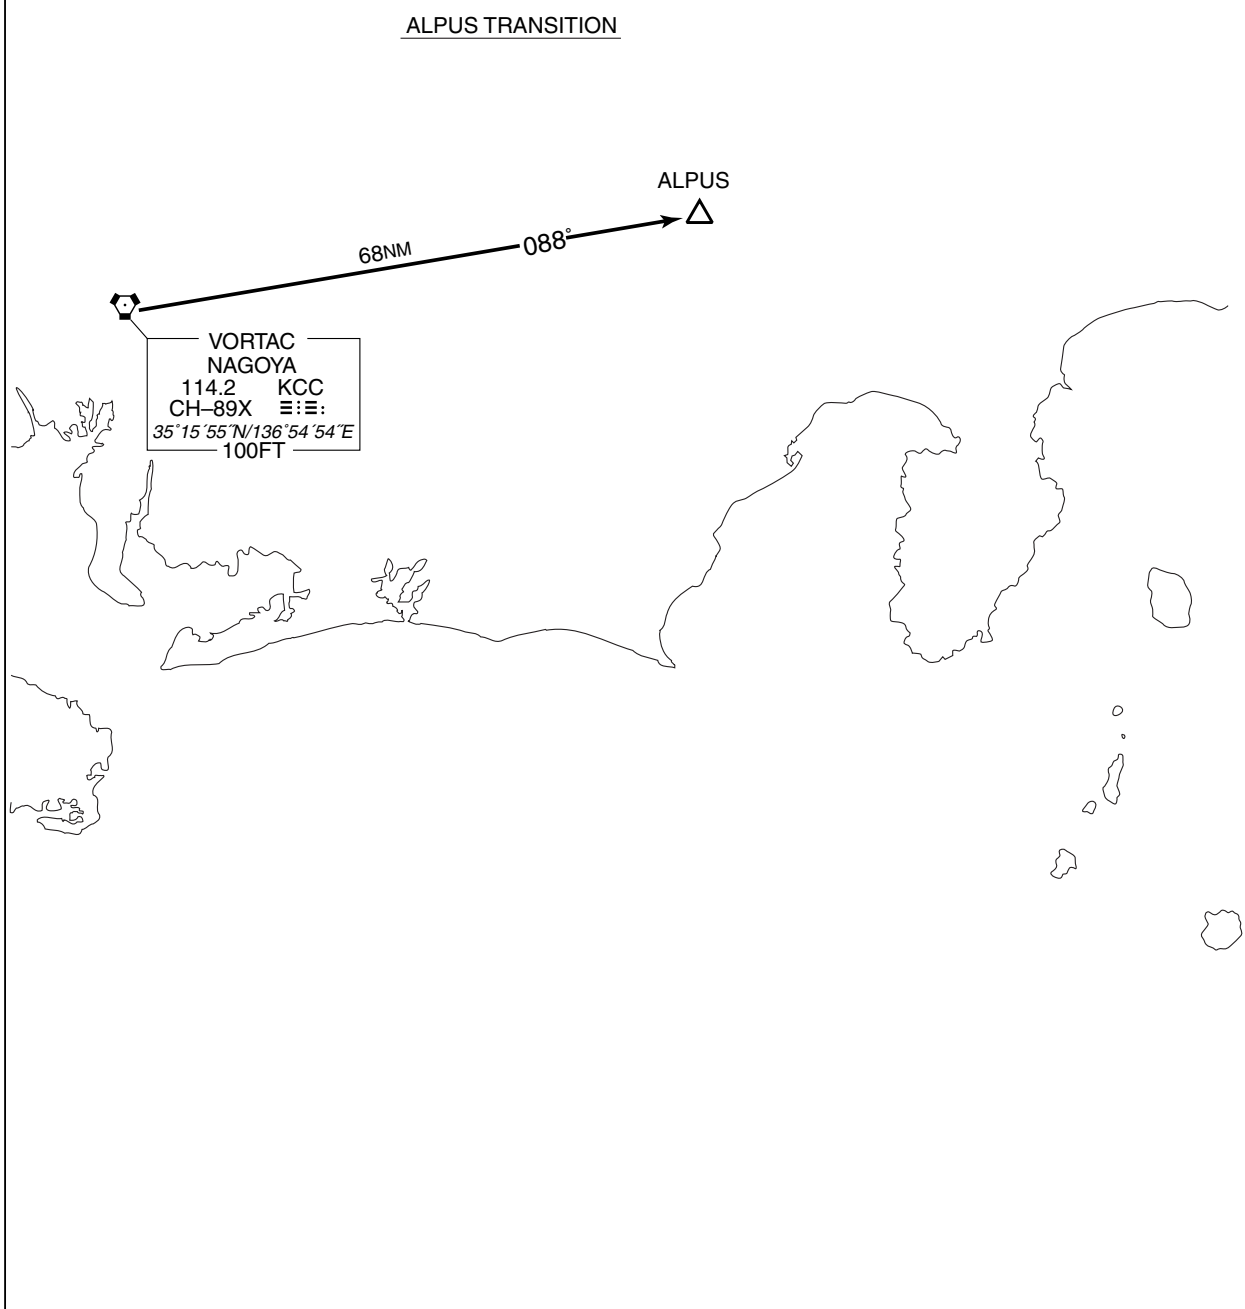 ALPUS TRANSITION
ALPUS
68NM
088°
VORTAC
NAGOYA
114.2 KCC
CH–89X
35°15´55˝N/136°54´54˝E
100FT